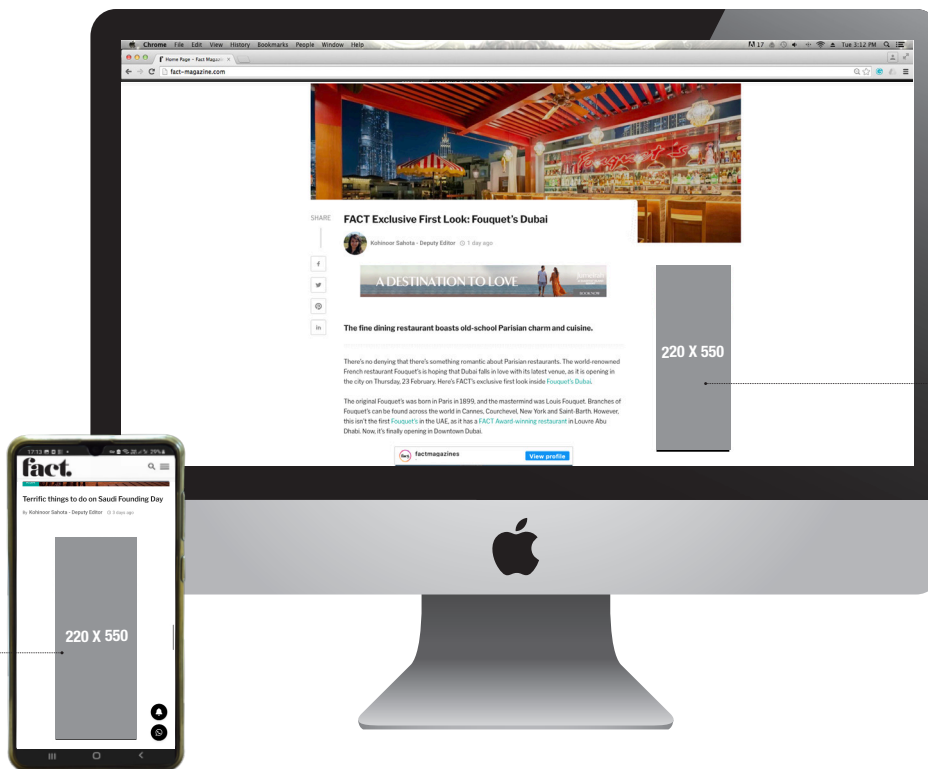 Chrome File Edit View History Bookmarks People Window Help
17
Tue 3:12 PM
Home Page - Fact Magazin
fact-magazine.com
Fouquet's
SHARE
FACT Exclusive First Look: Fouquet's Dubai
Kohinoor Sahota - Deputy Editor 1 day ago
A DESTINATION TO LOVE
The fine dining restaurant boasts old-school Parisian charm and cuisine.
There's no denying that there's something romantic about Parisian restaurants. The world-renowned
French restaurant Fouquet's is hoping that Dubai falls in love with its latest venue, as it is opening in
the city on Thursday, 23 February. Here's FACT's exclusive first look inside Fouquet's Dubai.
The original Fouquet's was born in Paris in 1899, and the mastermind was Louis Fouquet. Branches of
Fouquet's can be found across the world in Cannes, Courchevel, New York and Saint-Barth. However,
this isn't the first Fouquet's in the UAE, as it has a FACT Award-winning restaurant in Louvre Abu
Dhabi. Now, it's finally opening in Downtown Dubai.
factmagazines
View profile
220 X 550
17:13
29%
fact.
Terrific things to do on Saudi Founding Day
By Kohinoor Sahota - Deputy Editor 3 days ago
220 X 550